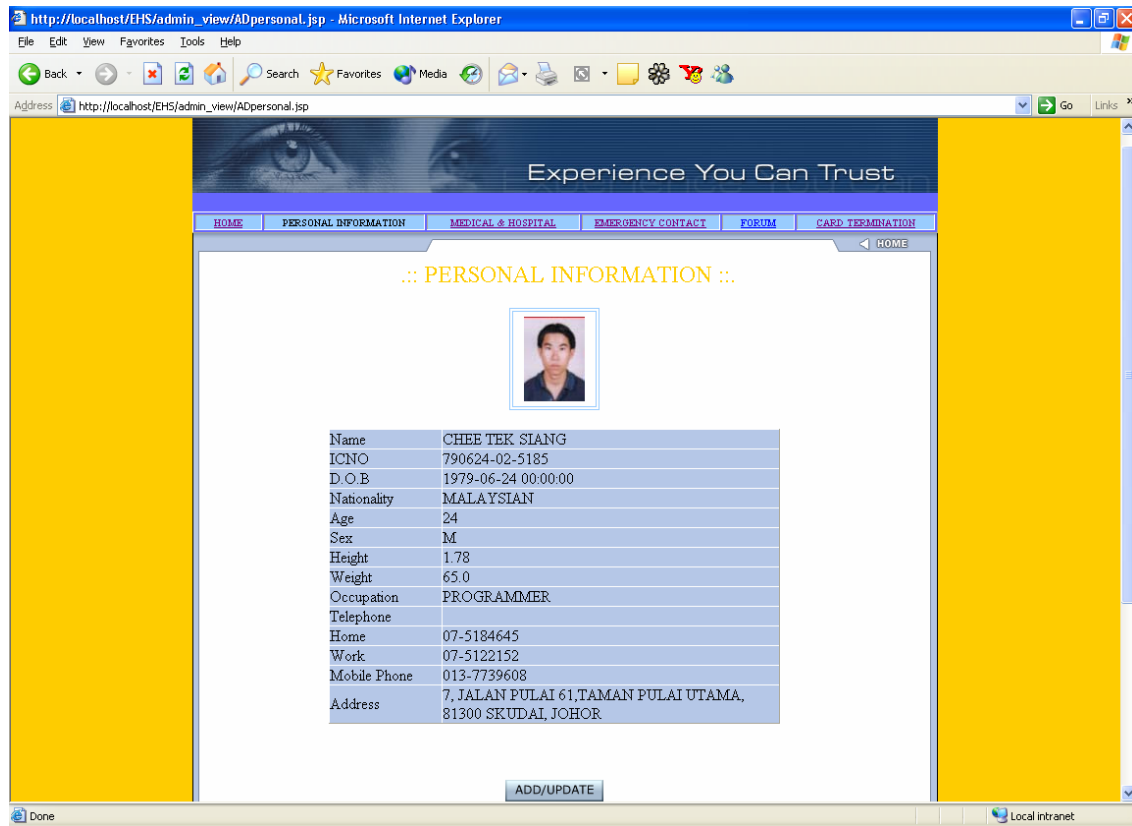 http://localhost/EHS/admin_view/ADpersonal.jsp - Microsoft Internet Explorer
File Edit View Favorites Tools Help
Back Search Favorites Media
Address http://localhost/EHS/admin_view/ADpersonal.jsp Go Links »
Experience You Can Trust
HOME PERSONAL INFORMATION MEDICAL & HOSPITAL EMERGENCY CONTACT FORUM CARD TERMINATION
HOME
.:: PERSONAL INFORMATION ::.
Name CHEE TEK SIANG
ICNO 790624-02-5185
D.O.B 1979-06-24 00:00:00
Nationality MALAYSIAN
Age 24
Sex M
Height 1.78
Weight 65.0
Occupation PROGRAMMER
Telephone
Home 07-5184645
Work 07-5122152
Mobile Phone 013-7739608
Address 7, JALAN PULAI 61,TAMAN PULAI UTAMA,
81300 SKUDAI, JOHOR
ADD/UPDATE
Done Local intranet